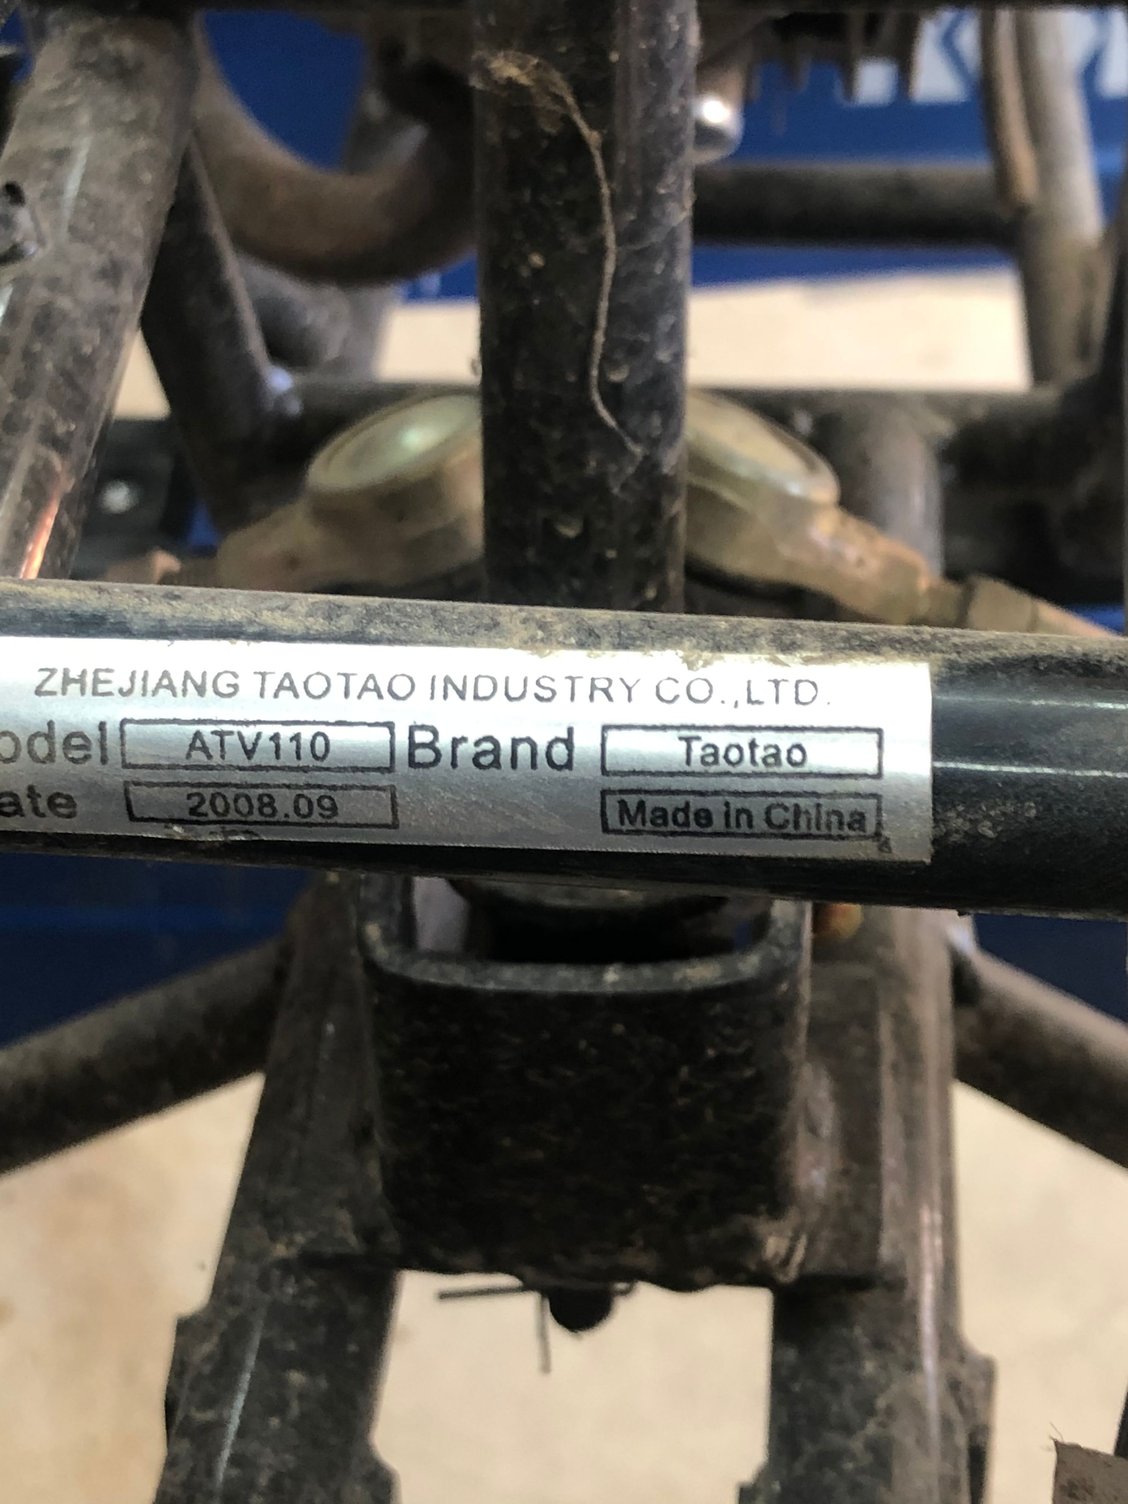 ZHEJIANG TAOTAO INDUSTRY CO.,LTD.
odel ATV110 Brand Taotao
ate 2008.09 Made in China